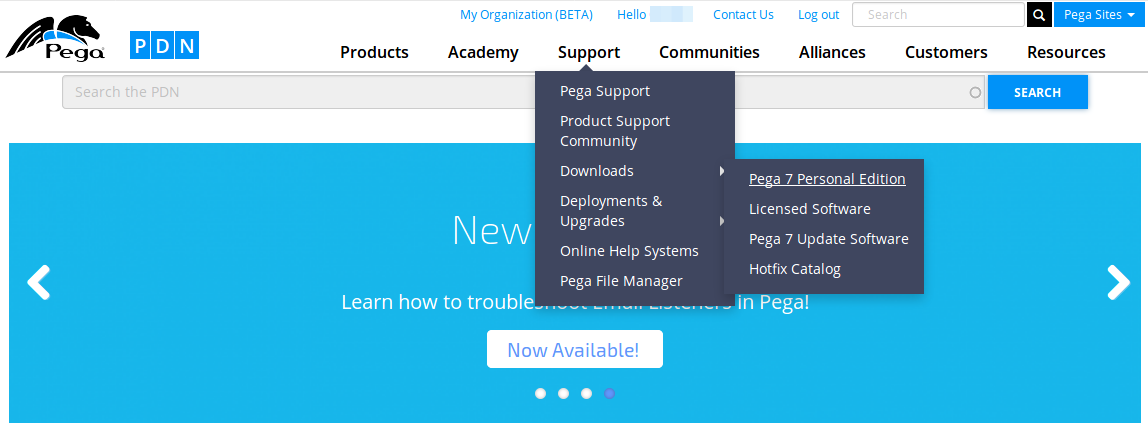 My Organization (BETA) Hello Contact Us Log out Search Pega Sites
Pega PDN
Products Academy Support Communities Alliances Customers Resources
Search the PDN SEARCH
Pega Support
Product Support
Community
Downloads
Deployments &
Upgrades
Online Help Systems
Pega File Manager
Pega 7 Personal Edition
Licensed Software
Pega 7 Update Software
Hotfix Catalog
New
Learn how to troubleshoot Email Listeners in Pega!
Now Available!